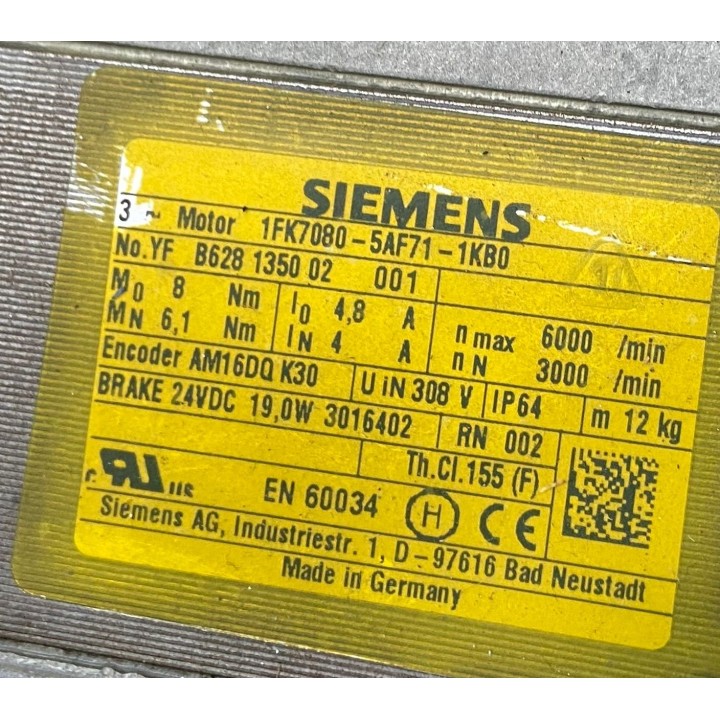 SIEMENS
3 ~ Motor 1FK7080-5AF71-1KB0
No.YF B628 1350 02 001
M0 8 Nm I0 4,8 A n max 6000 /min
MN 6,1 Nm IN 4 A n N 3000 /min
Encoder AM16DQ K30 U iN 308 V IP64 m 12 kg
BRAKE 24VDC 19,0W 3016402 RN 002
Th.Cl.155 (F)
c RU us EN 60034 H CE
Siemens AG, Industriestr. 1, D-97616 Bad Neustadt
Made in Germany